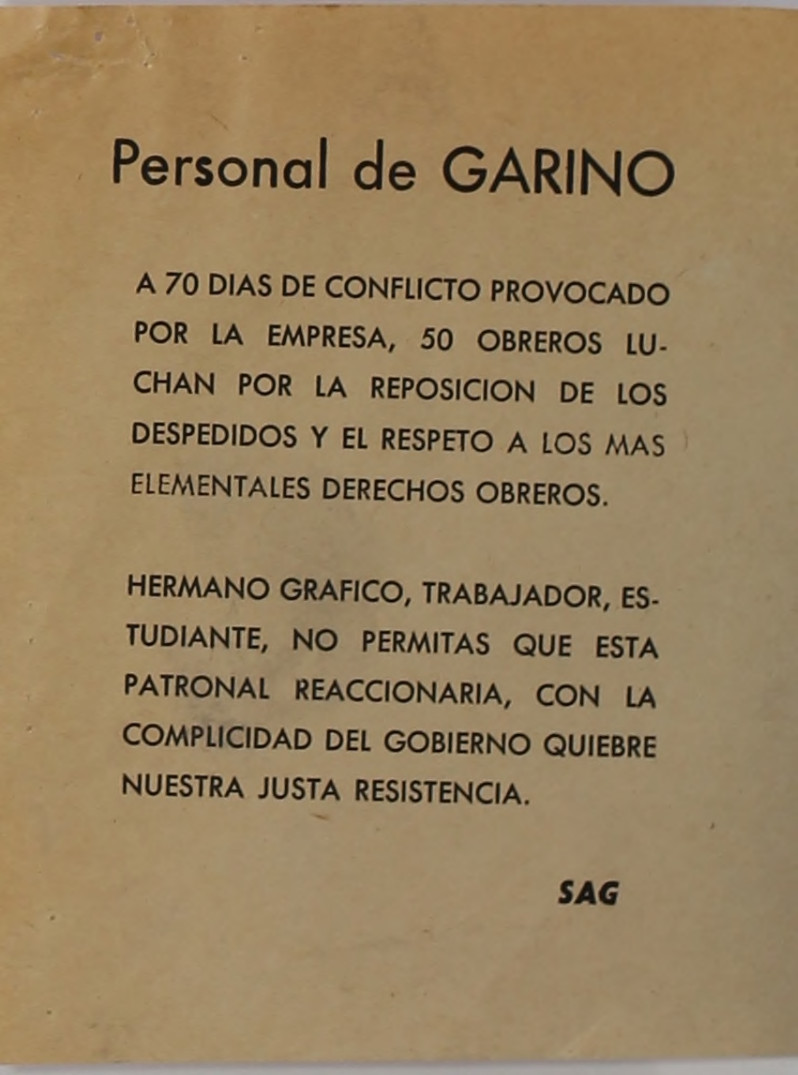 Personal de GARINO
A 70 DIAS DE CONFLICTO PROVOCADO
POR LA EMPRESA, 50 OBREROS LU-
CHAN POR LA REPOSICION DE LOS
DESPEDIDOS Y EL RESPETO A LOS MAS
ELEMENTALES DERECHOS OBREROS.
HERMANO GRAFICO, TRABAJADOR, ES-
TUDIANTE, NO PERMITAS QUE ESTA
PATRONAL REACCIONARIA, CON LA
COMPLICIDAD DEL GOBIERNO QUIEBRE
NUESTRA JUSTA RESISTENCIA.
SAG